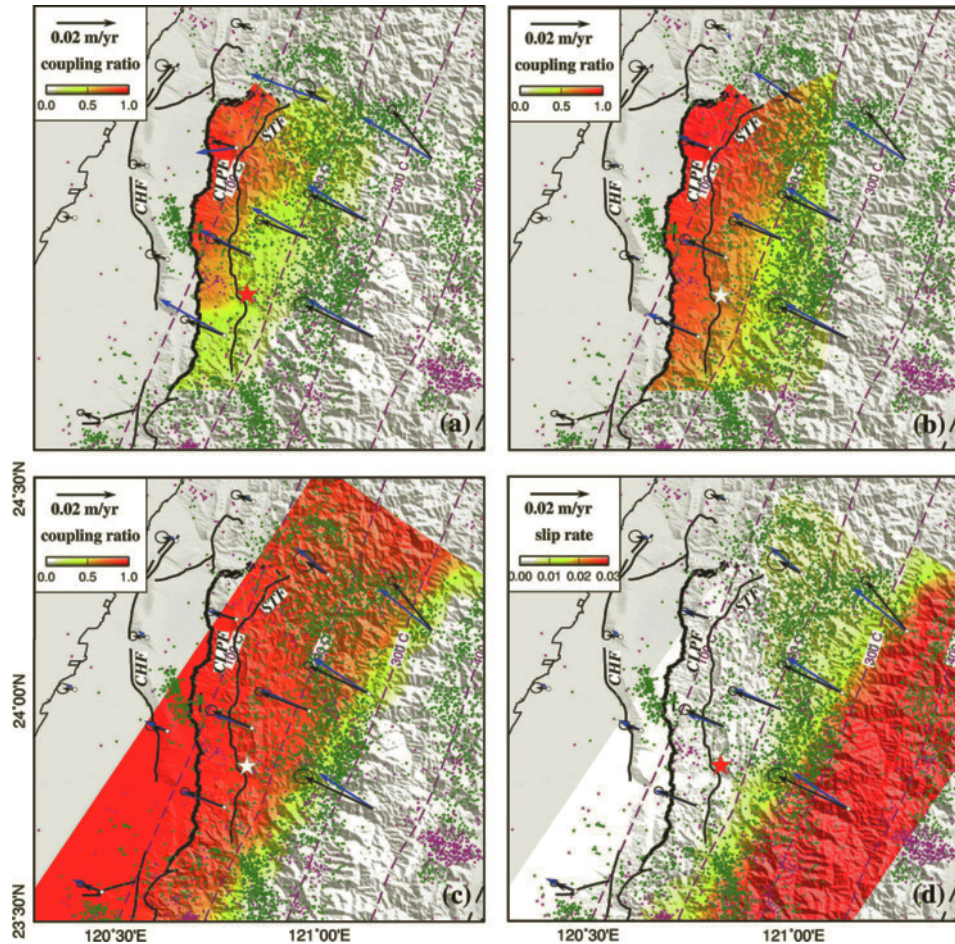 0.02 m/yr
coupling ratio
0.0 0.5 1.0
STF
CLPF
100 C
CHF
300 C
(a)
0.02 m/yr
coupling ratio
0.0 0.5 1.0
STF
CLPF
100 C
CHF
300 C
(b)
24°30'N
0.02 m/yr
coupling ratio
0.0 0.5 1.0
STF
CLPF
CHF
300 C
24°00'N
(c)
23°30'N
120°30'E
121°00'E
0.02 m/yr
slip rate
0.00 0.01 0.02 0.03
STF
CLPF
CHF
300 C
(d)
120°30'E
121°00'E